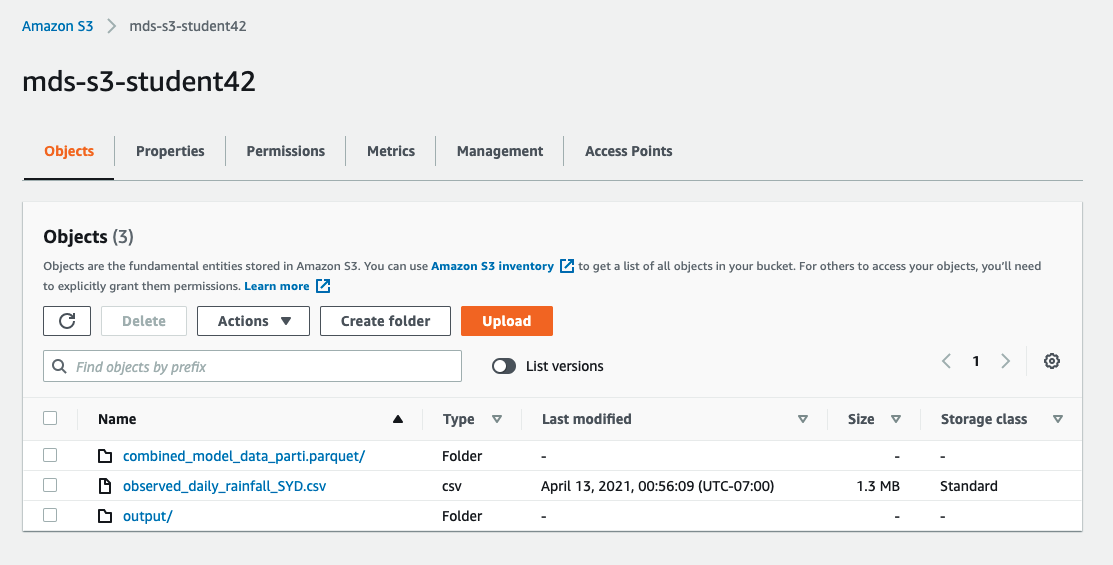 Amazon S3 > mds-s3-student42
mds-s3-student42
Objects Properties Permissions Metrics Management Access Points
Objects (3)
Objects are the fundamental entities stored in Amazon S3. You can use Amazon S3 inventory to get a list of all objects in your bucket. For others to access your objects, you'll need
to explicitly grant them permissions. Learn more
Delete Actions Create folder Upload
Find objects by prefix List versions 1
Name Type Last modified Size Storage class
combined_model_data_parti.parquet/ Folder - - -
observed_daily_rainfall_SYD.csv csv April 13, 2021, 00:56:09 (UTC-07:00) 1.3 MB Standard
output/ Folder - - -